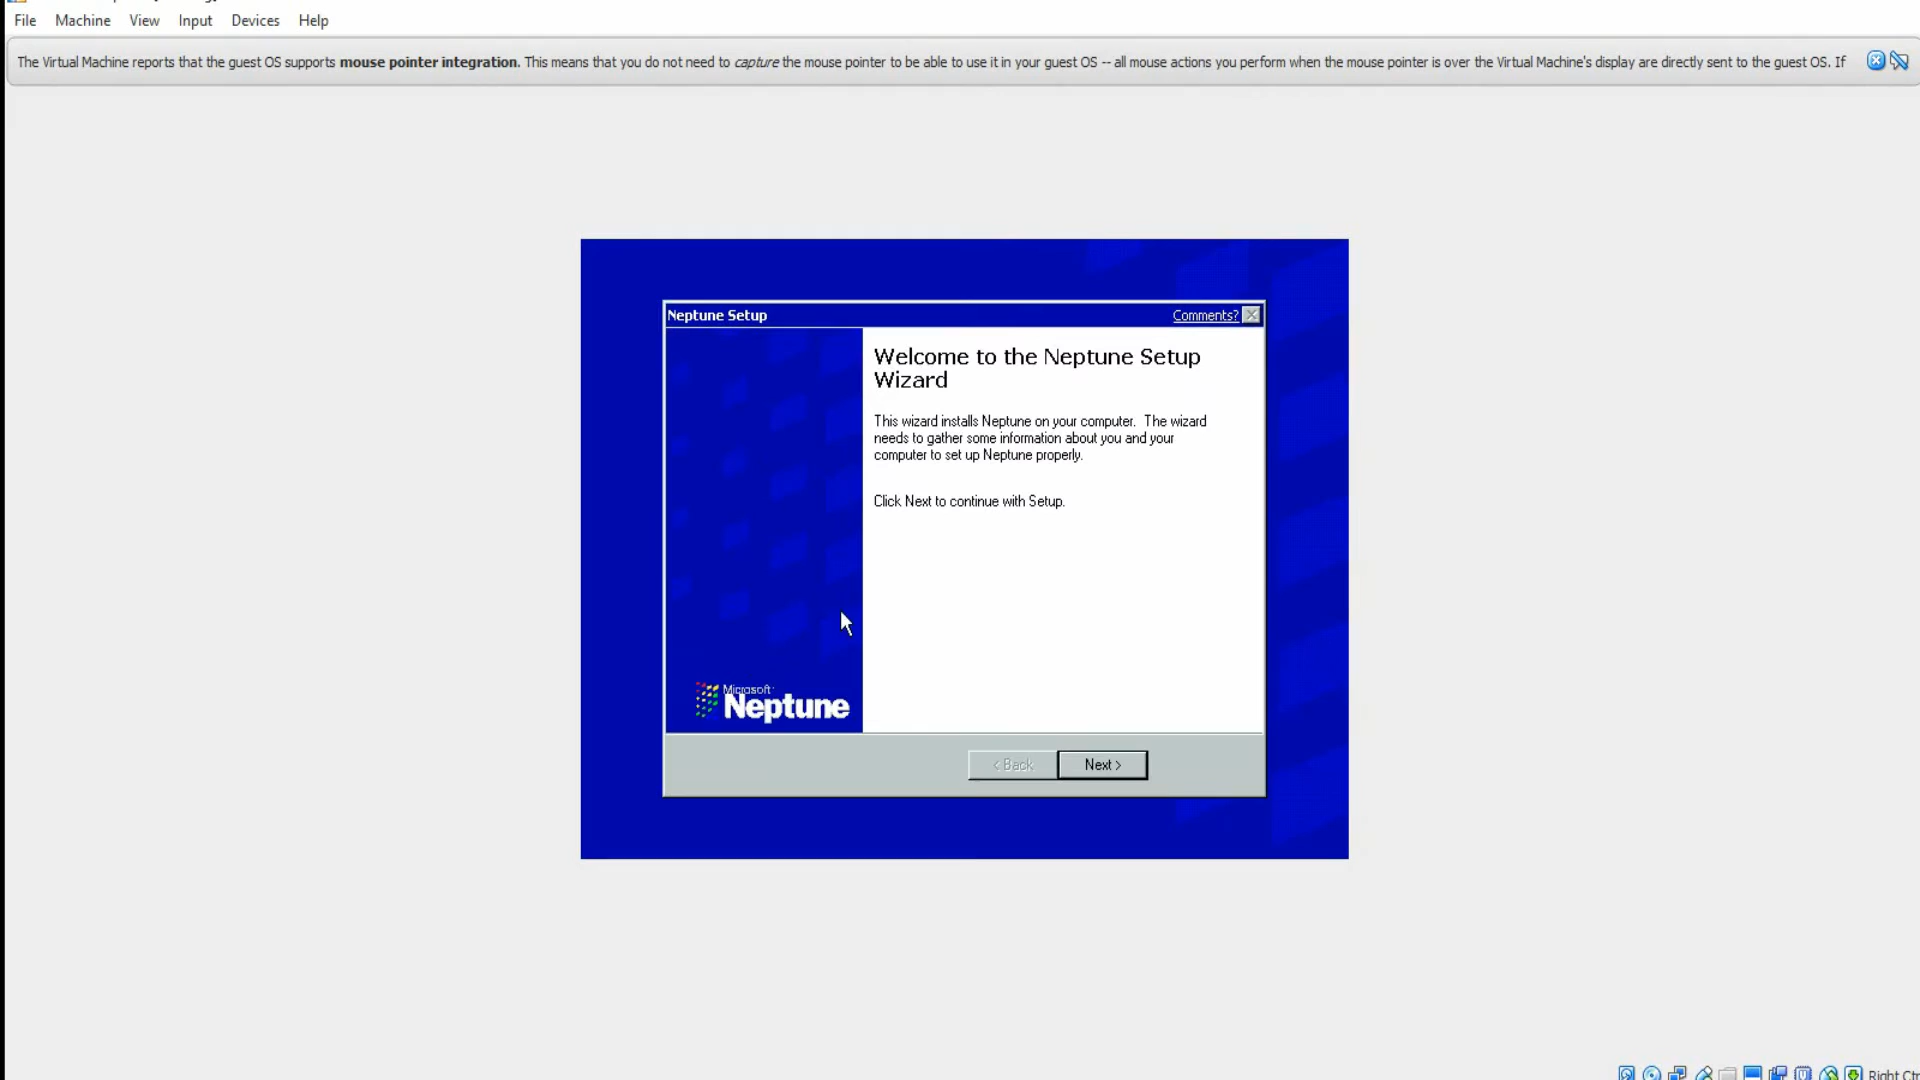 File Machine View Input Devices Help
The Virtual Machine reports that the guest OS supports mouse pointer integration. This means that you do not need to capture the mouse pointer to be able to use it in your guest OS -- all mouse actions you perform when the mouse pointer is over the Virtual Machine's display are directly sent to the guest OS. If
Neptune Setup Comments?
Welcome to the Neptune Setup
Wizard
This wizard installs Neptune on your computer. The wizard
needs to gather some information about you and your
computer to set up Neptune properly.
Click Next to continue with Setup.
Microsoft
Neptune
< Back Next >
Right Ctr